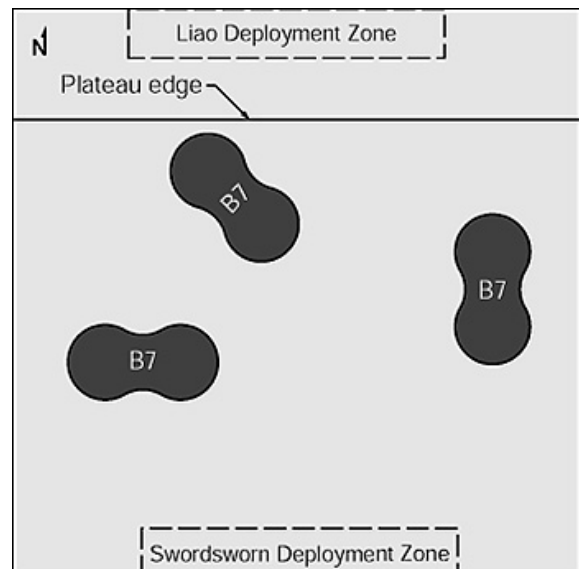 Liao Deployment Zone
N
Plateau edge
B7
B7
B7
Swordsworn Deployment Zone